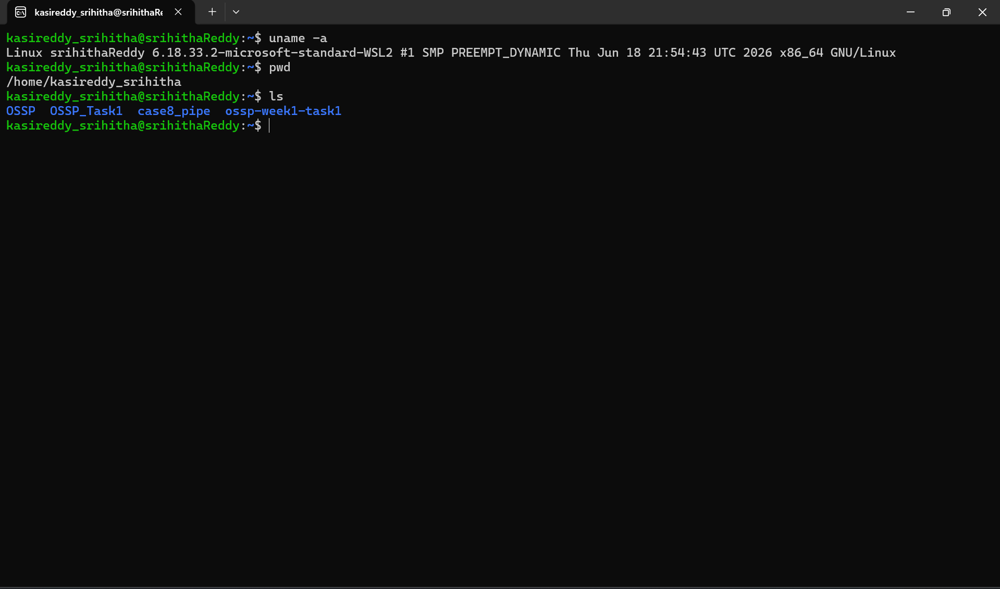 kasireddy_srihitha@srihithaRe
kasireddy_srihitha@srihithaReddy:~$ uname -a
Linux srihithaReddy 6.18.33.2-microsoft-standard-WSL2 #1 SMP PREEMPT_DYNAMIC Thu Jun 18 21:54:43 UTC 2026 x86_64 GNU/Linux
kasireddy_srihitha@srihithaReddy:~$ pwd
/home/kasireddy_srihitha
kasireddy_srihitha@srihithaReddy:~$ ls
OSSP  OSSP_Task1  case8_pipe  ossp-week1-task1
kasireddy_srihitha@srihithaReddy:~$